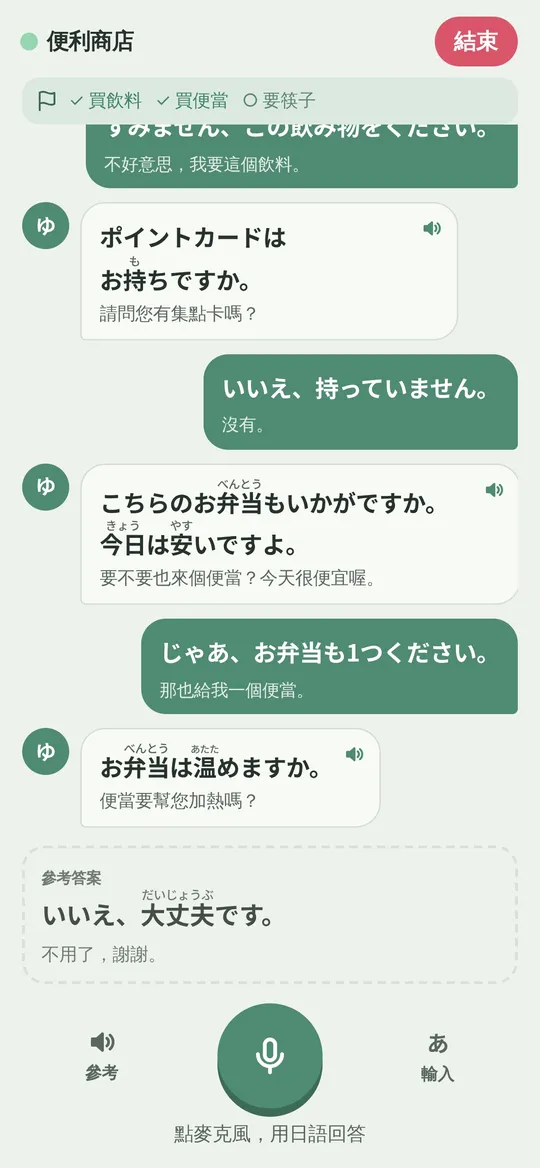 便利商店
結束
買飲料 買便當 要筷子
すみません、この飲み物をください。
不好意思，我要這個飲料。
ゆ
ポイントカードは
も
お持ちですか。
請問您有集點卡嗎？
いいえ、持っていません。
沒有。
ゆ
べんとう
こちらのお弁当もいかがですか。
きょう やす
今日は安いですよ。
要不要也來個便當？今天很便宜喔。
じゃあ、お弁当も1つください。
那也給我一個便當。
ゆ
べんとう あたた
お弁当は温めますか。
便當要幫您加熱嗎？
參考答案
だいじょうぶ
いいえ、大丈夫です。
不用了，謝謝。
參考
あ
輸入
點麥克風，用日語回答